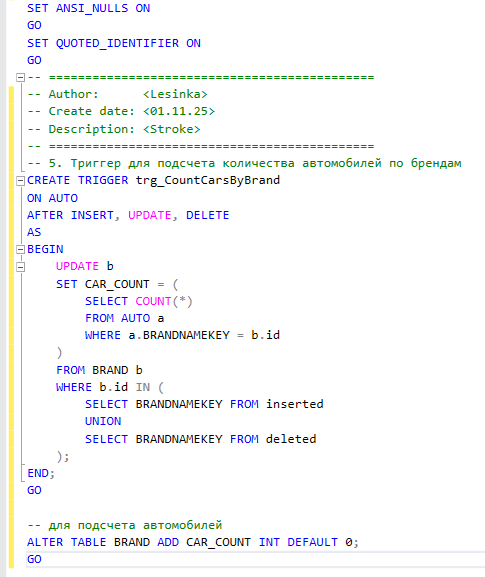 SET ANSI_NULLS ON
GO
SET QUOTED_IDENTIFIER ON
GO
-- =============================================
-- Author:      <Lesinka>
-- Create date: <01.11.25>
-- Description: <Stroke>
-- =============================================
-- 5. Триггер для подсчета количества автомобилей по брендам
CREATE TRIGGER trg_CountCarsByBrand
ON AUTO
AFTER INSERT, UPDATE, DELETE
AS
BEGIN
    UPDATE b
    SET CAR_COUNT = (
        SELECT COUNT(*)
        FROM AUTO a
        WHERE a.BRANDNAMEKEY = b.id
    )
    FROM BRAND b
    WHERE b.id IN (
        SELECT BRANDNAMEKEY FROM inserted
        UNION
        SELECT BRANDNAMEKEY FROM deleted
    );
END;
GO

-- для подсчета автомобилей
ALTER TABLE BRAND ADD CAR_COUNT INT DEFAULT 0;
GO